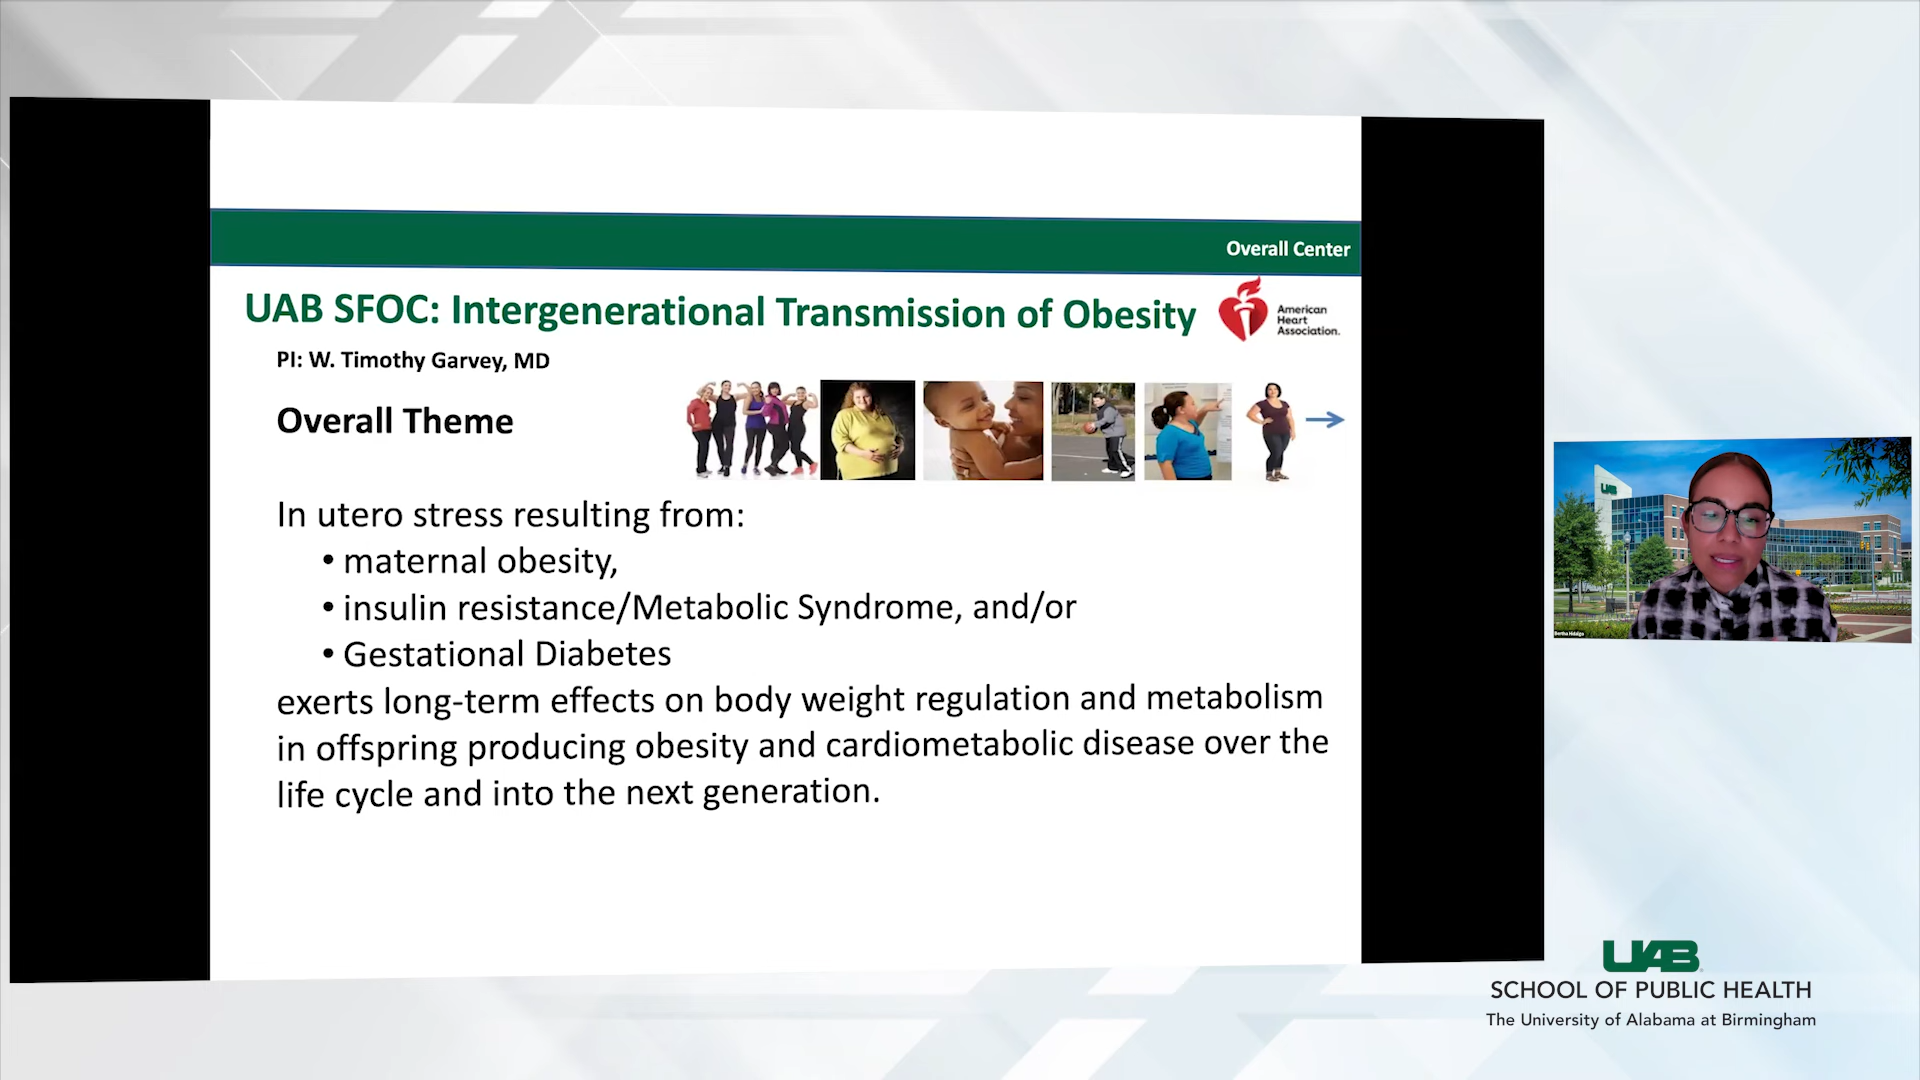 Overall Center
UAB SFOC: Intergenerational Transmission of Obesity
American
Heart
Association.
PI: W. Timothy Garvey, MD
Overall Theme
In utero stress resulting from:
• maternal obesity,
• insulin resistance/Metabolic Syndrome, and/or
• Gestational Diabetes
exerts long-term effects on body weight regulation and metabolism
in offspring producing obesity and cardiometabolic disease over the
life cycle and into the next generation.
UAB
Bertha Hidalgo
UAB
SCHOOL OF PUBLIC HEALTH
The University of Alabama at Birmingham